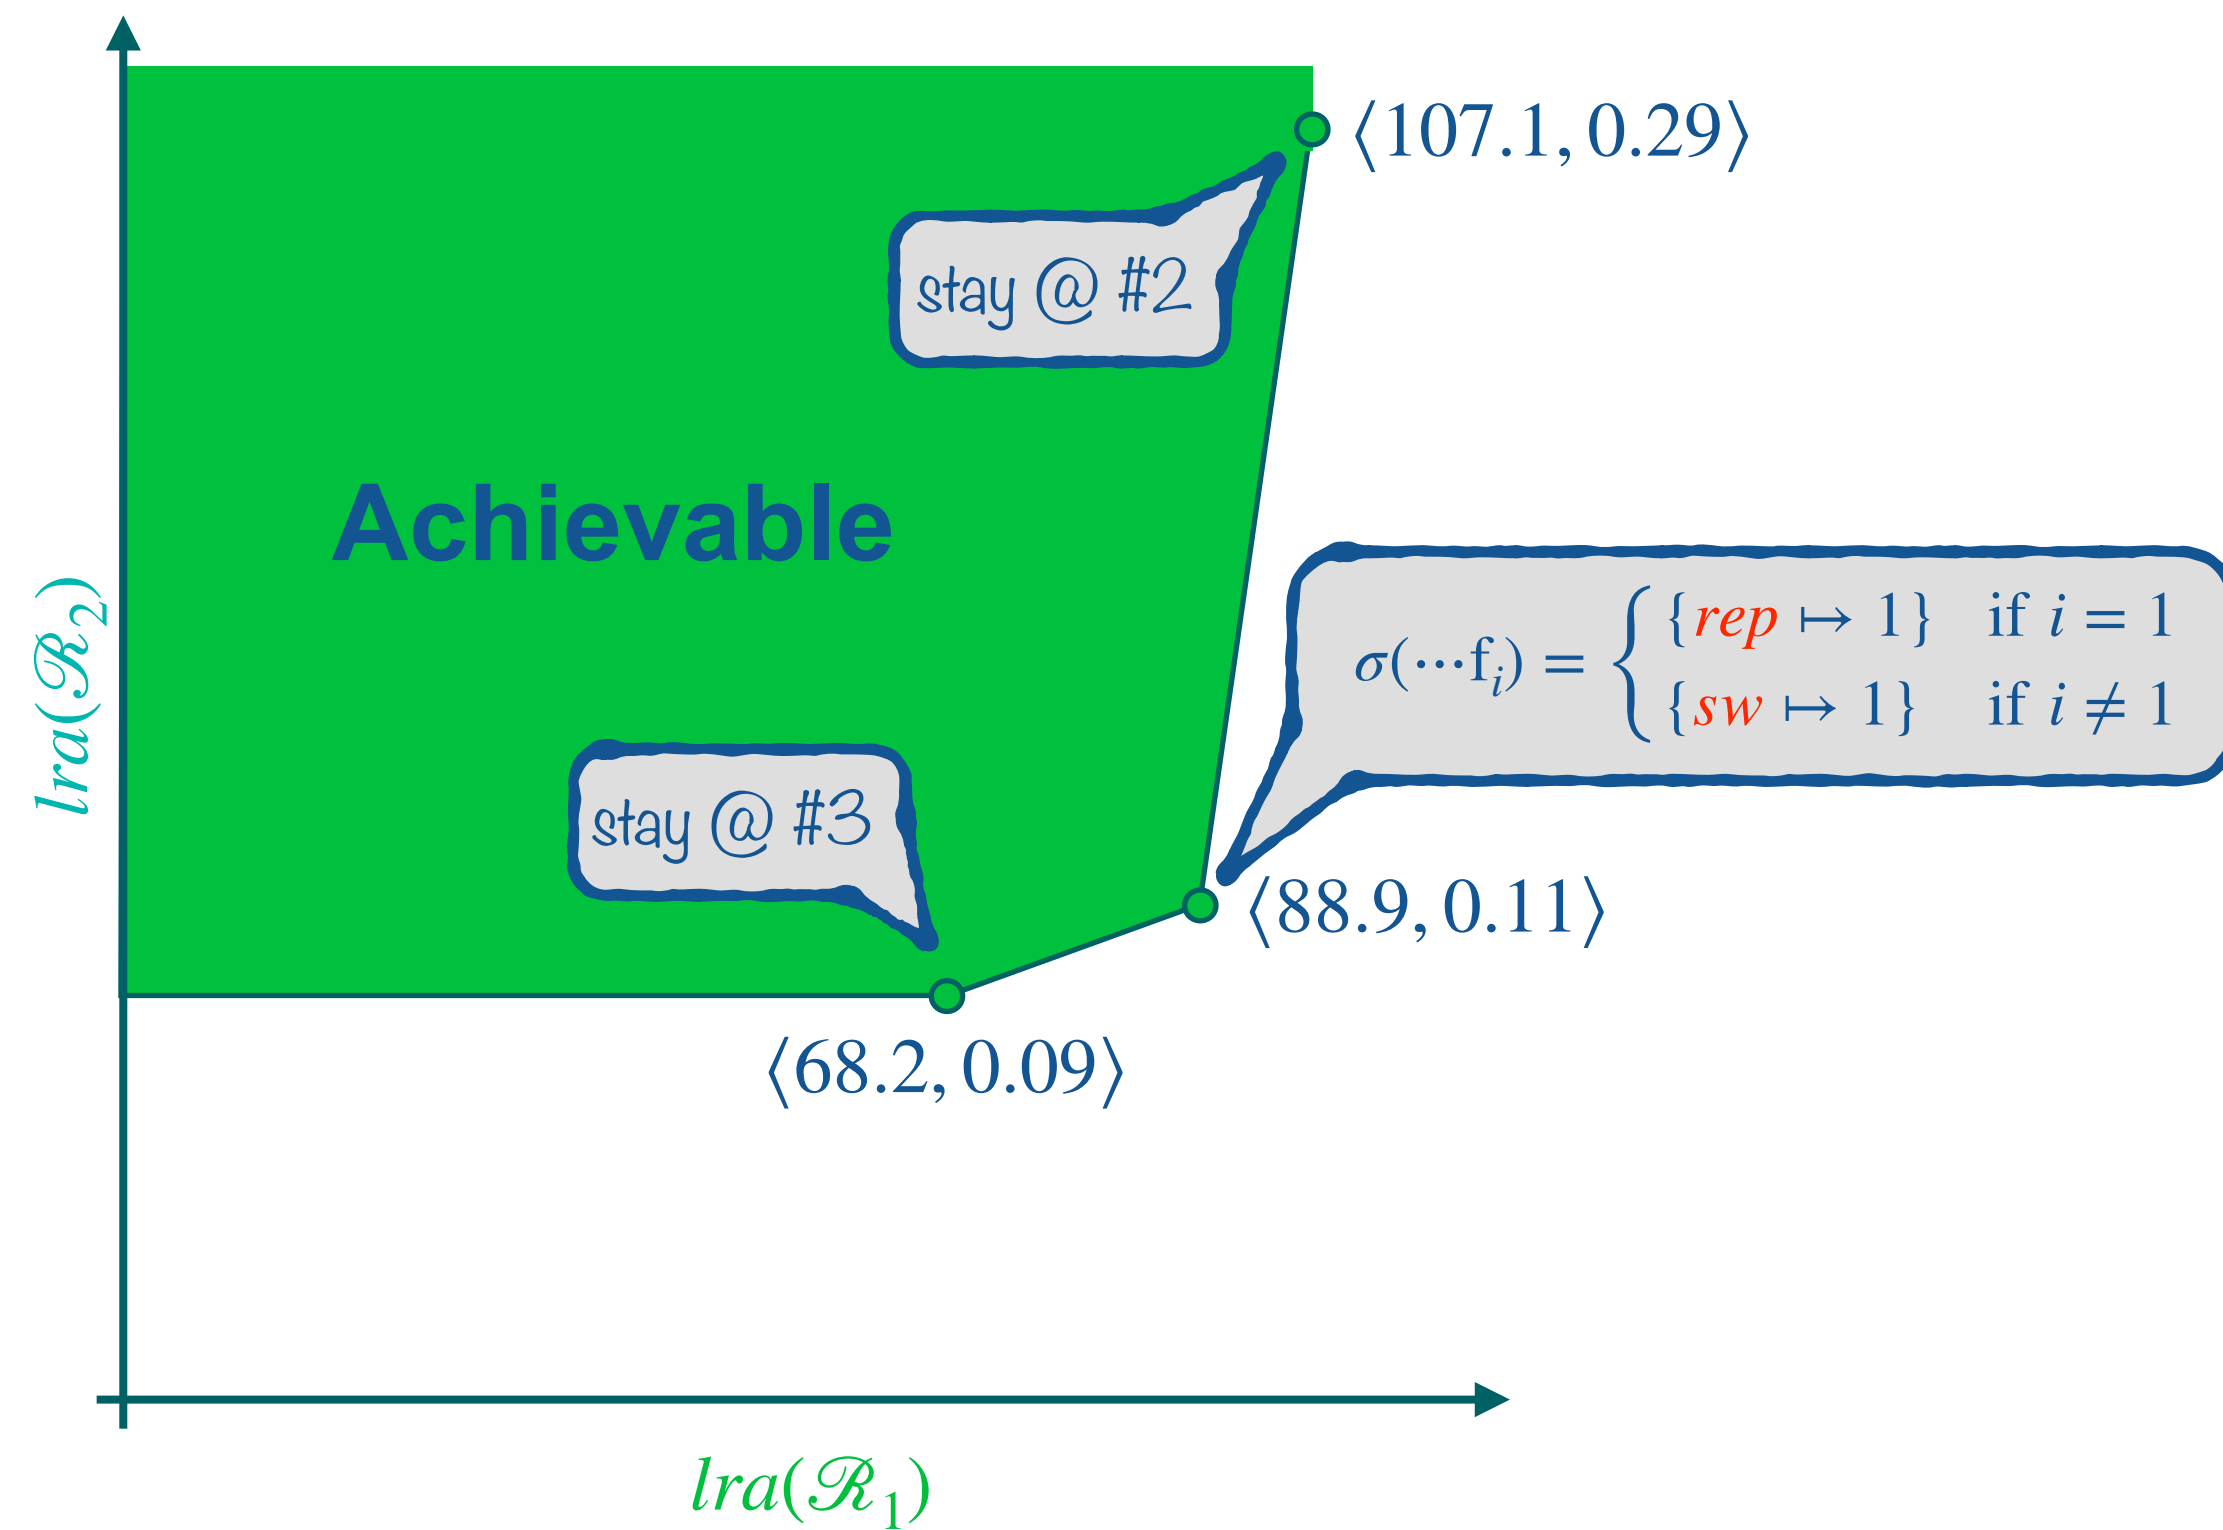 ⟨107.1, 0.29⟩
stay @ #2
Achievable
σ(⋯f_i) = { {rep ↦ 1} if i = 1
{sw ↦ 1} if i ≠ 1
lra(ℛ_2)
stay @ #3
⟨88.9, 0.11⟩
⟨68.2, 0.09⟩
lra(ℛ_1)